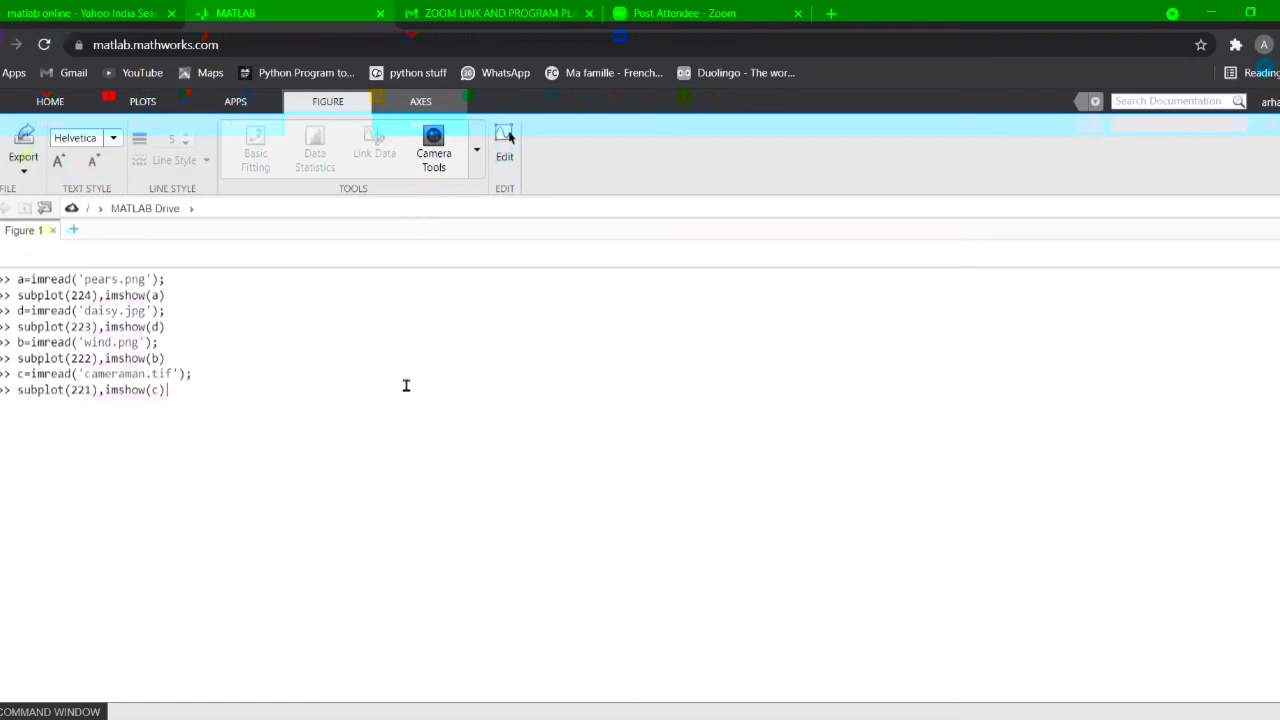 matlab online - Yahoo India Sear
MATLAB
ZOOM LINK AND PROGRAM PL
Post Attendee - Zoom
matlab.mathworks.com
A
Apps
Gmail
YouTube
Maps
Python Program to...
python stuff
WhatsApp
Ma famille - French...
Duolingo - The wor...
Reading
HOME
PLOTS
APPS
FIGURE
AXES
Search Documentation
arha
Export
Helvetica
5
Line Style
Basic Fitting
Data Statistics
Link Data
Camera Tools
Edit
FILE
TEXT STYLE
LINE STYLE
TOOLS
EDIT
/ > MATLAB Drive >
Figure 1 × +
>> a=imread('pears.png');
>> subplot(224),imshow(a)
>> d=imread('daisy.jpg');
>> subplot(223),imshow(d)
>> b=imread('wind.png');
>> subplot(222),imshow(b)
>> c=imread('cameraman.tif');
>> subplot(221),imshow(c)
COMMAND WINDOW